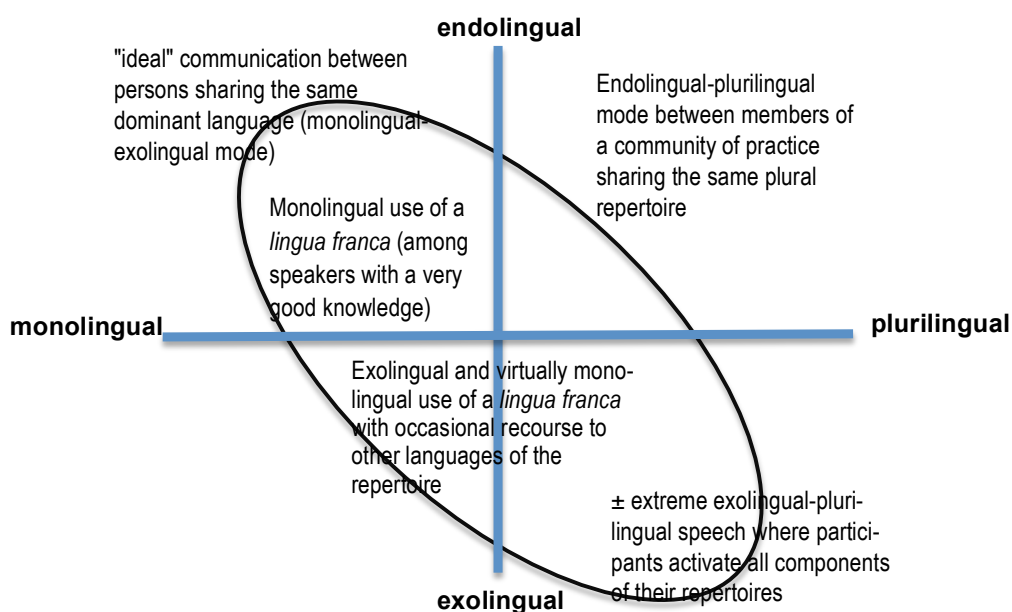 endolingual
"ideal" communication between
persons sharing the same
dominant language (monolingual-
exolingual mode)
Endolingual-plurilingual
mode between members of
a community of practice
sharing the same plural
repertoire
Monolingual use of a
lingua franca (among
speakers with a very
good knowledge)
monolingual
plurilingual
Exolingual and virtually mono-
lingual use of a lingua franca
with occasional recourse to
other languages of the
repertoire
± extreme exolingual-pluri-
lingual speech where partici-
pants activate all components
of their repertoires
exolingual